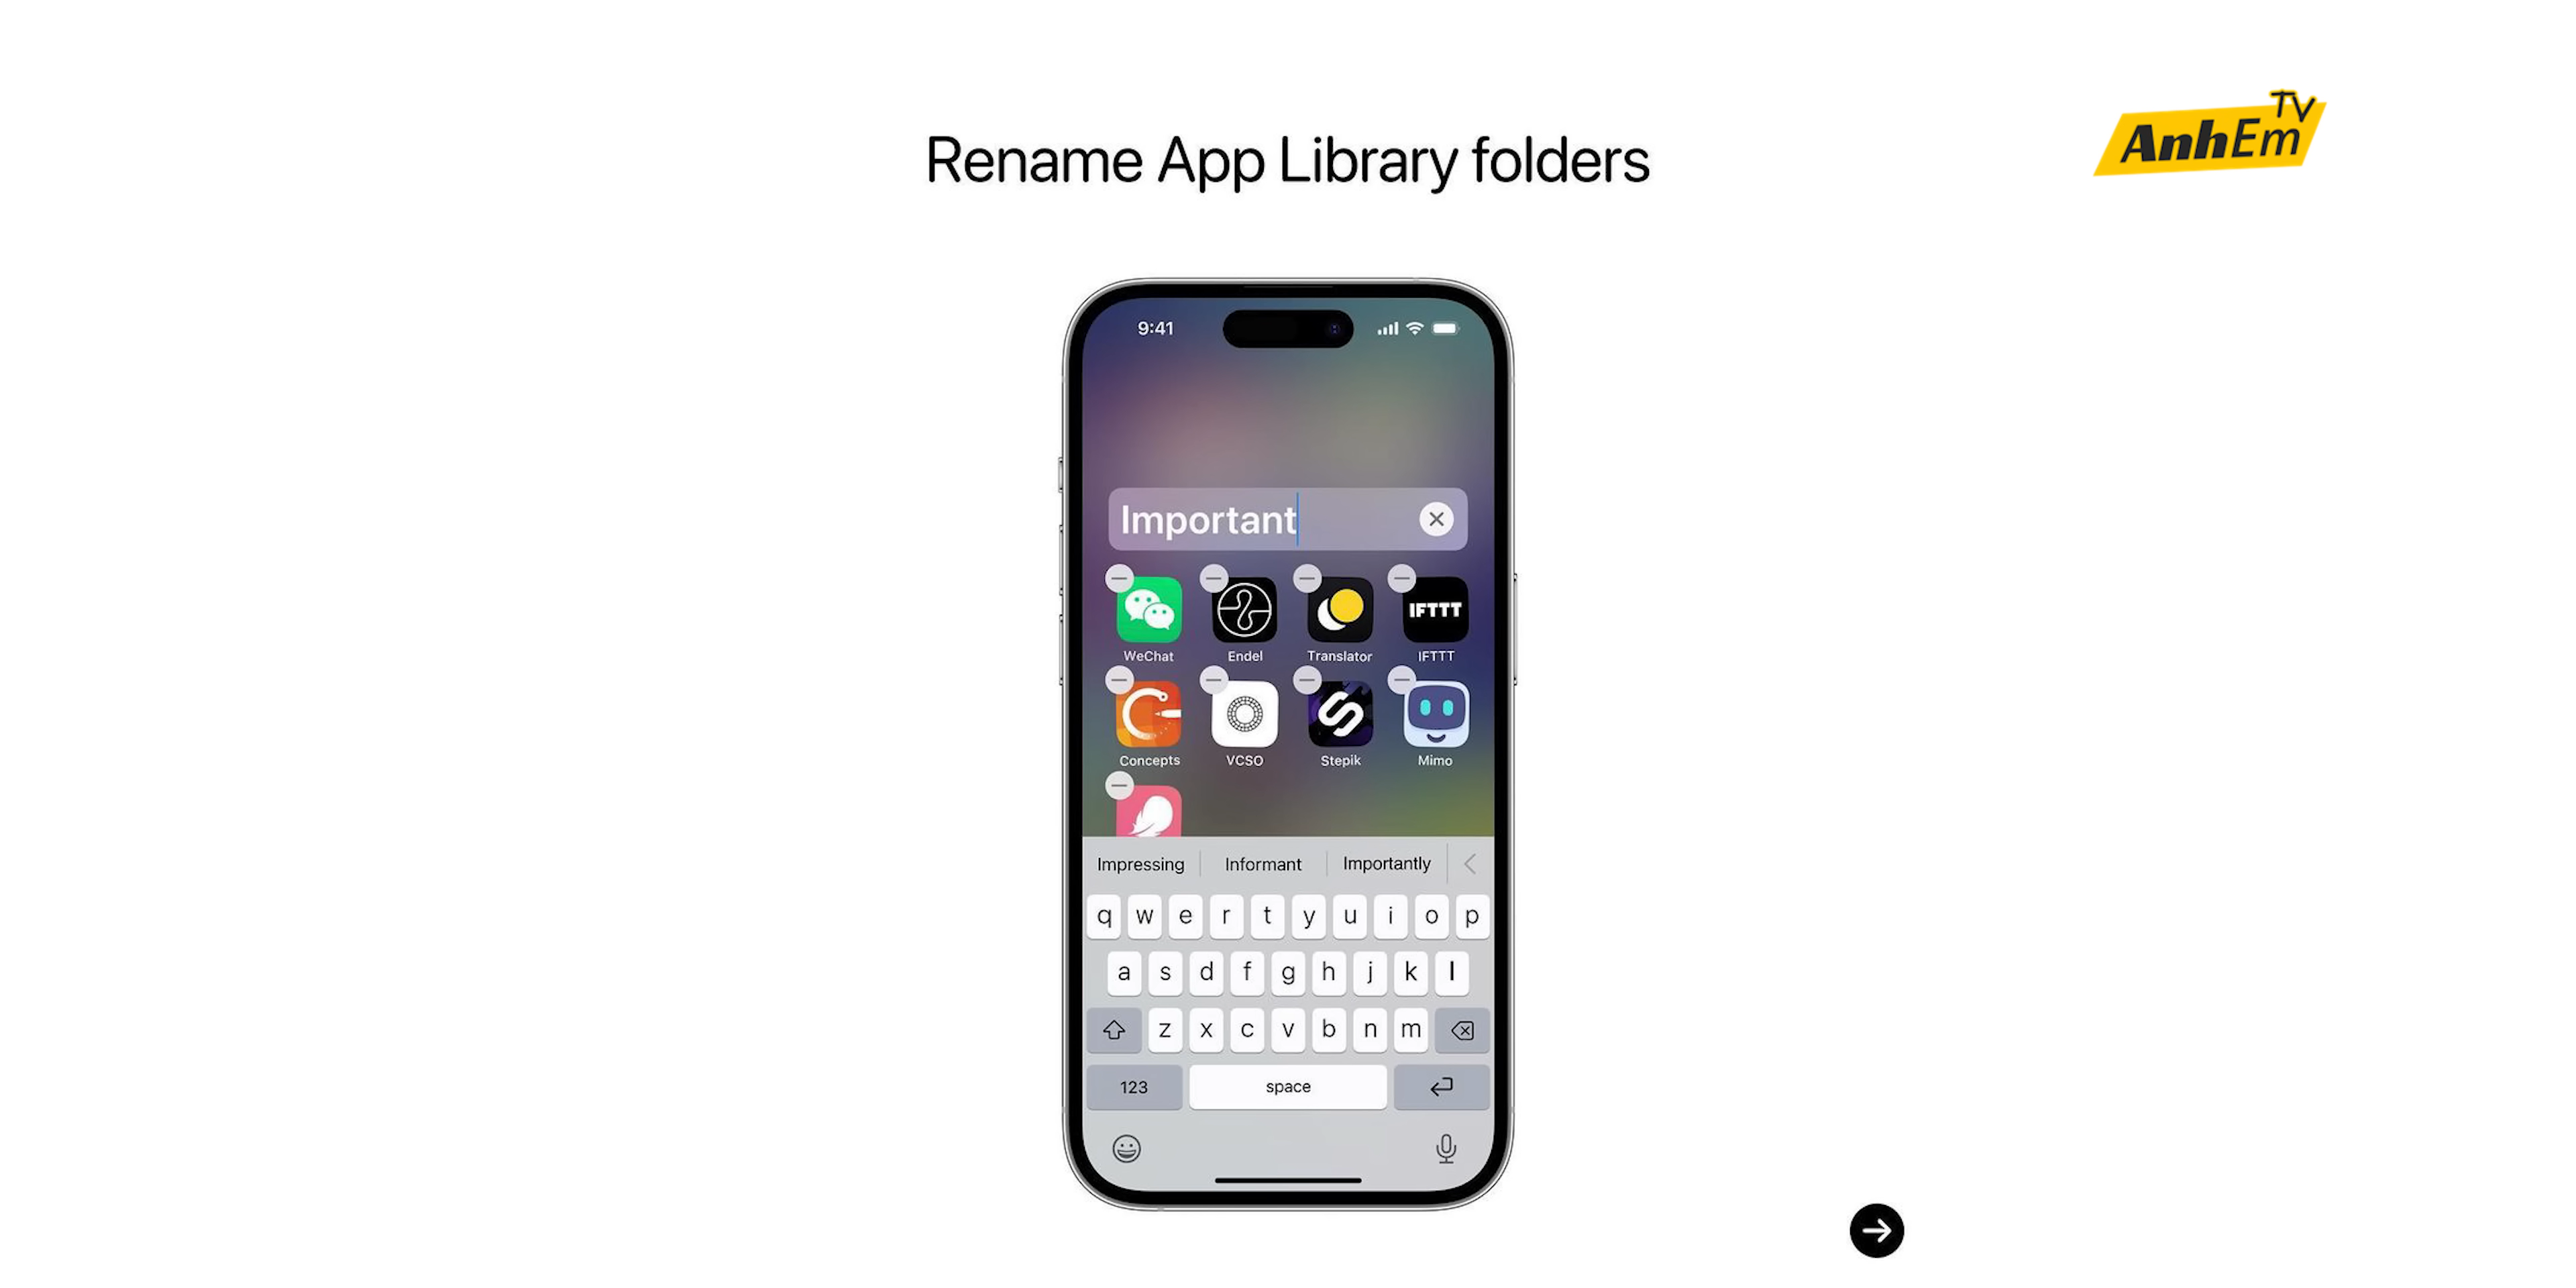 TV
AnhEm
Rename App Library folders
9:41
Important
IFTTT
WeChat Endel Translator IFTTT
Concepts VCSO Stepik Mimo
Impressing Informant Importantly
q w e r t y u i o p
a s d f g h j k l
z x c v b n m
123 space